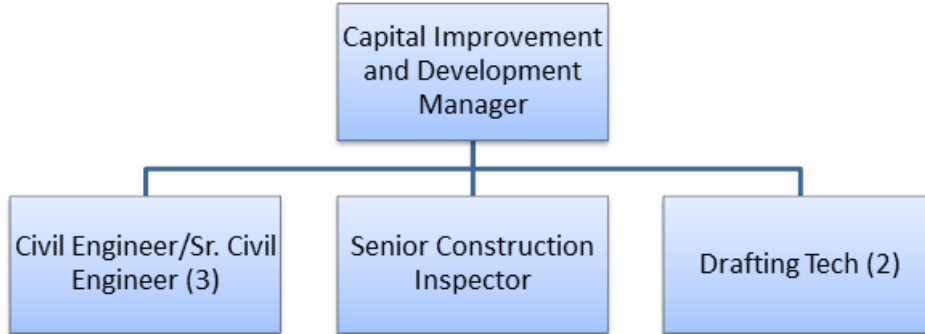 Capital Improvement
and Development
Manager
Civil Engineer/Sr. Civil
Engineer (3)
Senior Construction
Inspector
Drafting Tech (2)